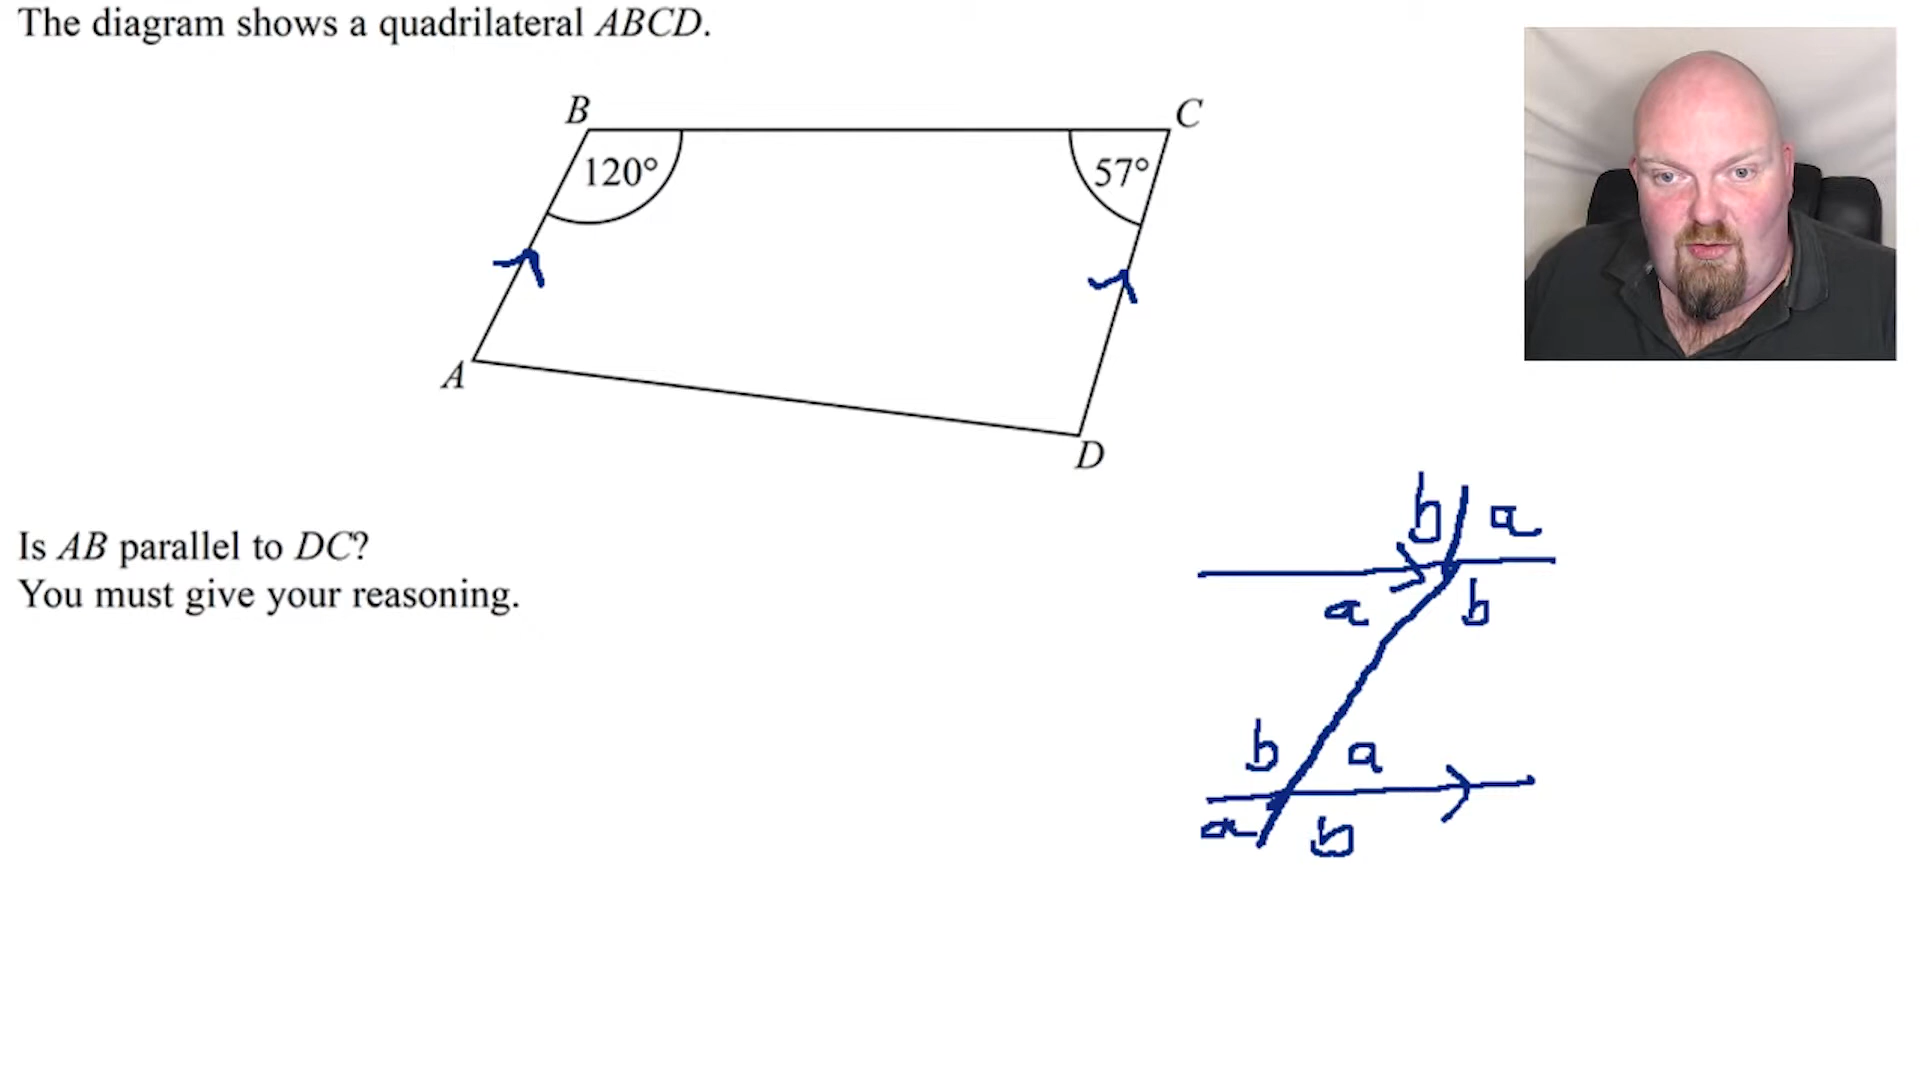 The diagram shows a quadrilateral ABCD.
B
C
120°
57°
A
D
Is AB parallel to DC?
You must give your reasoning.
b a
a b
b a
a b